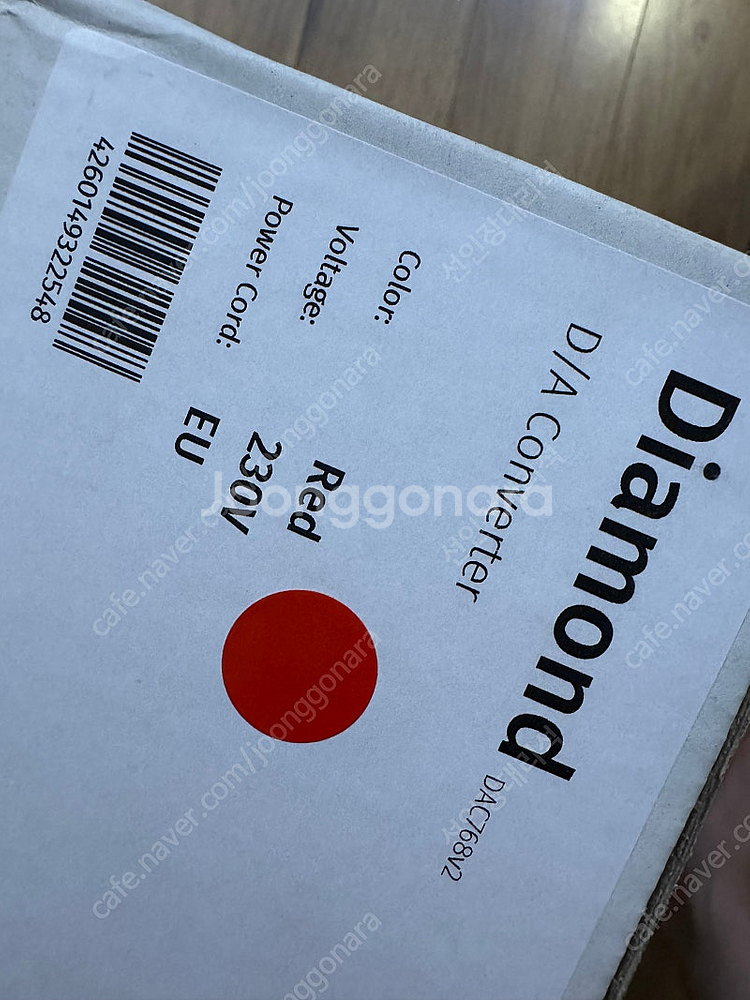 Diamond DAC768v2
D/A Converter
Color: Red
Voltage: 230V
Power Cord: EU
4260149322548
Joonggonara
cafe.naver.com/joonggonara